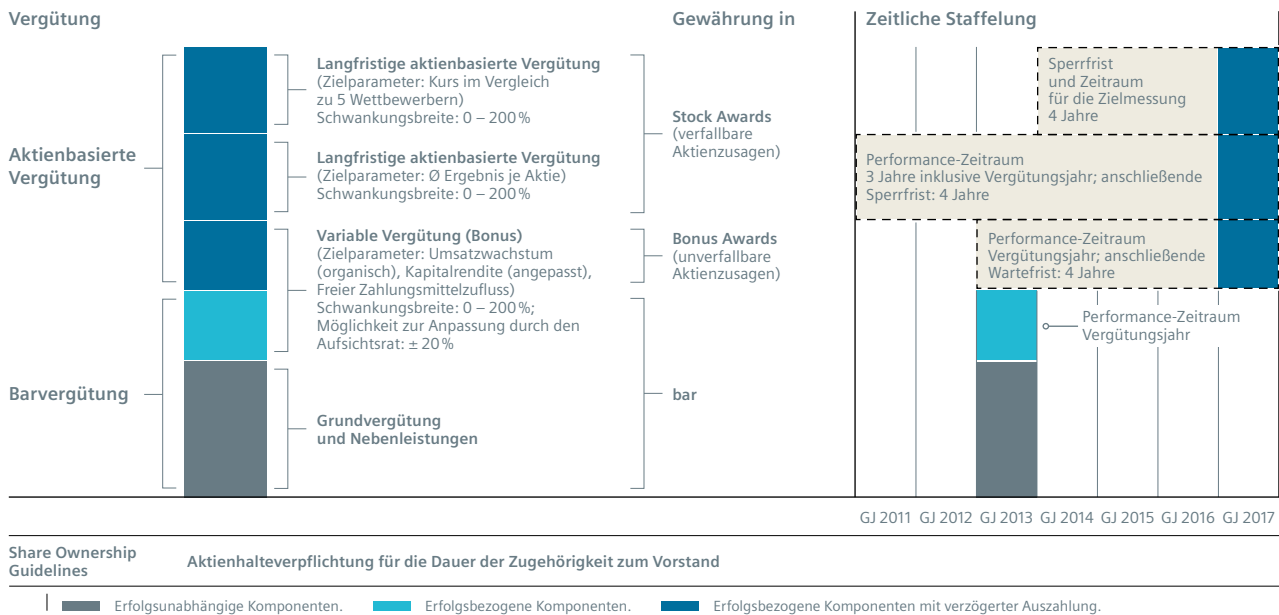 Vergütung
Gewährung in
Zeitliche Staffelung
Aktienbasierte
Vergütung
Barvergütung
Langfristige aktienbasierte Vergütung
(Zielparameter: Kurs im Vergleich
zu 5 Wettbewerbern)
Schwankungsbreite: 0 – 200 %
Langfristige aktienbasierte Vergütung
(Zielparameter: Ø Ergebnis je Aktie)
Schwankungsbreite: 0 – 200 %
Variable Vergütung (Bonus)
(Zielparameter: Umsatzwachstum
(organisch), Kapitalrendite (angepasst),
Freier Zahlungsmittelzufluss)
Schwankungsbreite: 0 – 200 %;
Möglichkeit zur Anpassung durch den
Aufsichtsrat: ± 20 %
Grundvergütung
und Nebenleistungen
Stock Awards
(verfallbare
Aktienzusagen)
Bonus Awards
(unverfallbare
Aktienzusagen)
bar
Sperrfrist
und Zeitraum
für die Zielmessung
4 Jahre
Performance-Zeitraum
3 Jahre inklusive Vergütungsjahr; anschließende
Sperrfrist: 4 Jahre
Performance-Zeitraum
Vergütungsjahr; anschließende
Wartefrist: 4 Jahre
Performance-Zeitraum
Vergütungsjahr
GJ 2011 GJ 2012 GJ 2013 GJ 2014 GJ 2015 GJ 2016 GJ 2017
Share Ownership
Guidelines
Aktienhalteverpflichtung für die Dauer der Zugehörigkeit zum Vorstand
Erfolgsunabhängige Komponenten. Erfolgsbezogene Komponenten. Erfolgsbezogene Komponenten mit verzögerter Auszahlung.